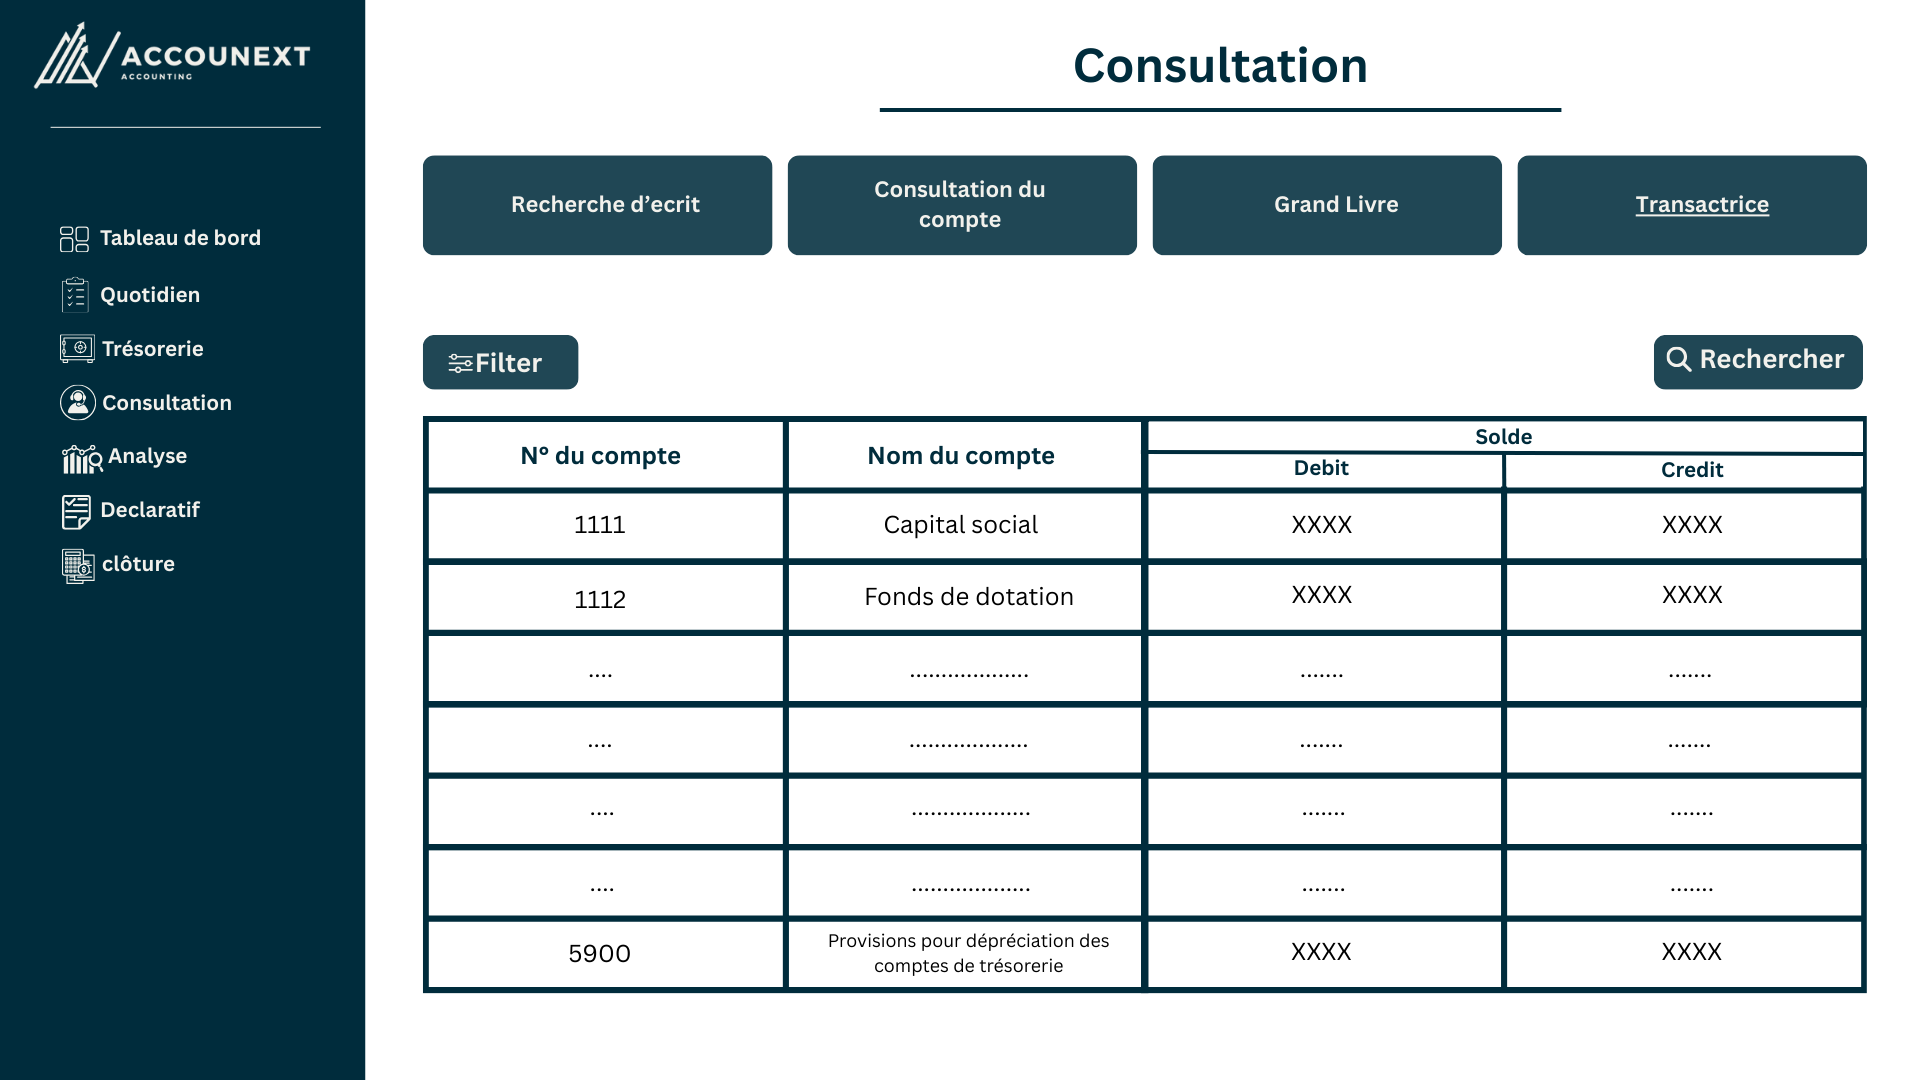 ACCOUNEXT
ACCOUNTING
Tableau de bord
Quotidien
Trésorerie
Consultation
Analyse
Declaratif
clôture
Consultation
Recherche d’ecrit
Consultation du
compte
Grand Livre
Transactrice
Filter
Rechercher
N° du compte
Nom du compte
Solde
Debit
Credit
1111
Capital social
XXXX
XXXX
1112
Fonds de dotation
XXXX
XXXX
....
...................
.......
.......
....
...................
.......
.......
....
...................
.......
.......
....
...................
.......
.......
5900
Provisions pour dépréciation des
comptes de trésorerie
XXXX
XXXX